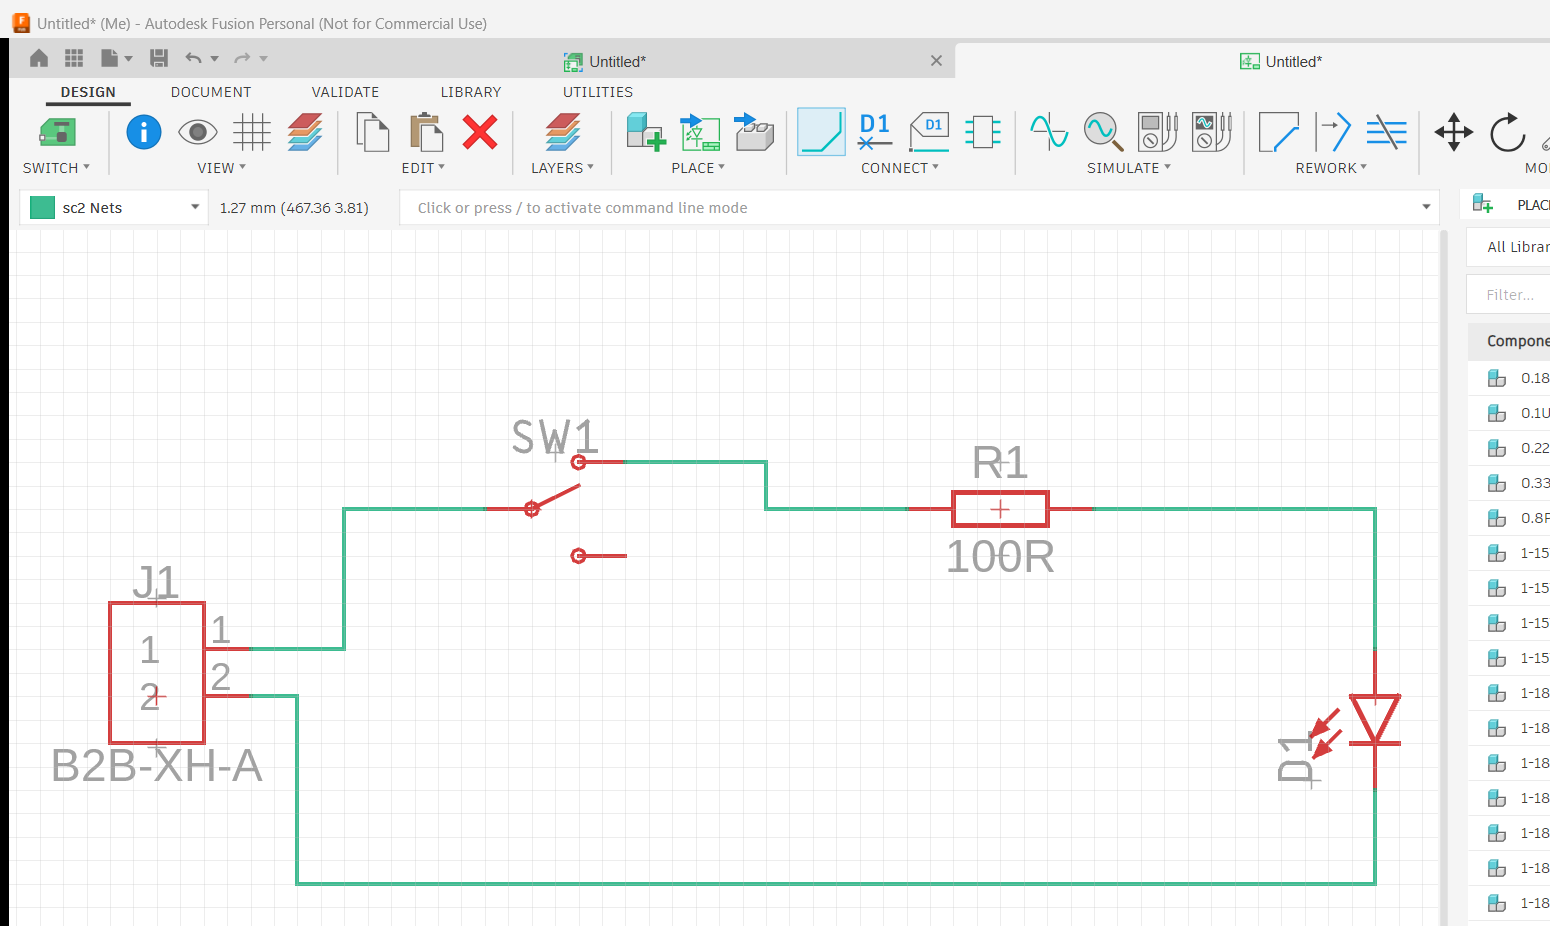 Untitled* (Me) - Autodesk Fusion Personal (Not for Commercial Use)
Untitled*
Untitled*
DESIGN DOCUMENT VALIDATE LIBRARY UTILITIES
D1
D1
SWITCH VIEW EDIT LAYERS PLACE CONNECT SIMULATE REWORK MO
sc2 Nets
1.27 mm (467.36 3.81)
Click or press / to activate command line mode
PLAC
All Librar
Filter...
Compone
0.18
0.1U
0.22
0.33
0.8F
1-15
1-15
1-15
1-15
1-18
1-18
1-18
1-18
1-18
1-18
1-18
SW1
R1
100R
J1
1
1
2
2
B2B-XH-A
D1